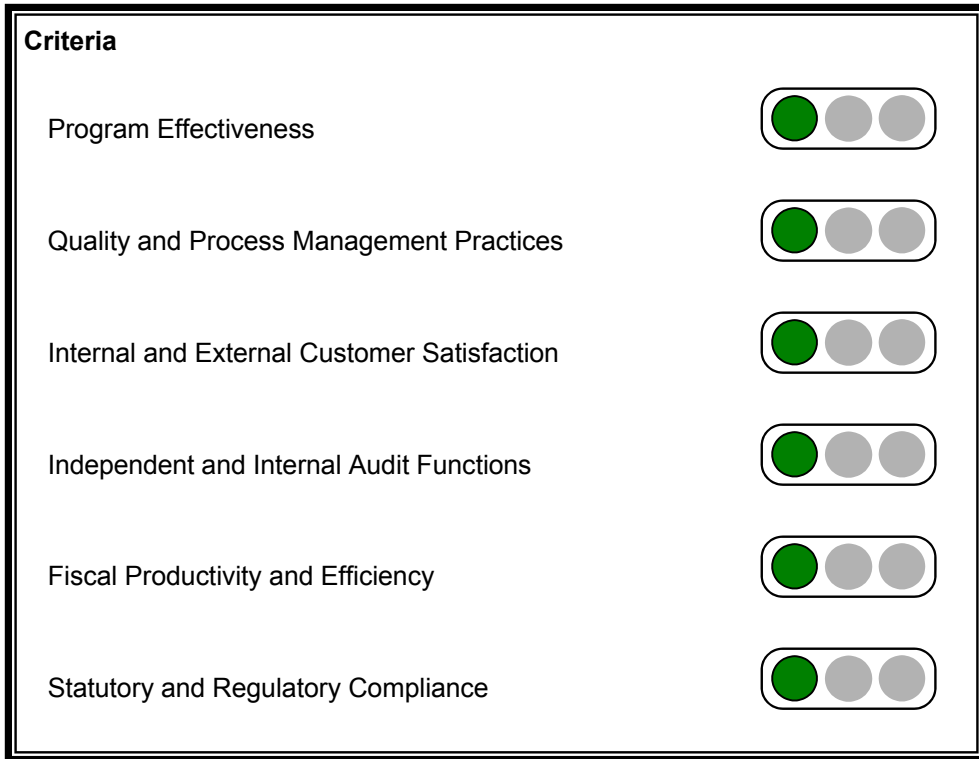 Criteria
Program Effectiveness
Quality and Process Management Practices
Internal and External Customer Satisfaction
Independent and Internal Audit Functions
Fiscal Productivity and Efficiency
Statutory and Regulatory Compliance